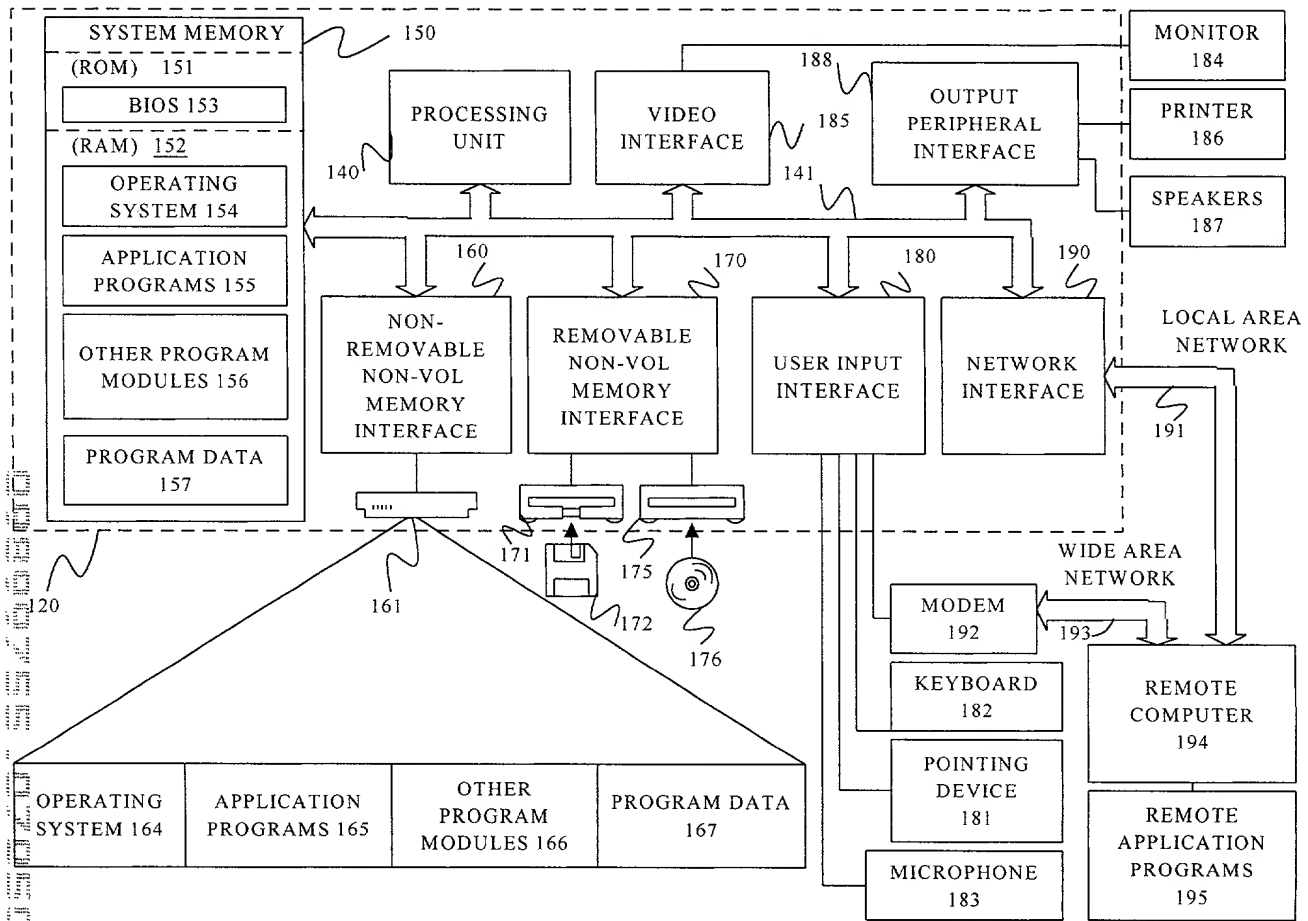 SYSTEM MEMORY
150
(ROM) 151
BIOS 153
(RAM) 152
OPERATING
SYSTEM 154
APPLICATION
PROGRAMS 155
OTHER PROGRAM
MODULES 156
PROGRAM DATA
157
PROCESSING
UNIT
140
VIDEO
INTERFACE
185
188
OUTPUT
PERIPHERAL
INTERFACE
141
MONITOR
184
PRINTER
186
SPEAKERS
187
160
NON-
REMOVABLE
NON-VOL
MEMORY
INTERFACE
170
REMOVABLE
NON-VOL
MEMORY
INTERFACE
180
USER INPUT
INTERFACE
190
NETWORK
INTERFACE
LOCAL AREA
NETWORK
191
120
161
171
172
175
176
WIDE AREA
NETWORK
MODEM
192
193
KEYBOARD
182
POINTING
DEVICE
181
MICROPHONE
183
REMOTE
COMPUTER
194
REMOTE
APPLICATION
PROGRAMS
195
OPERATING
SYSTEM 164
APPLICATION
PROGRAMS 165
OTHER
PROGRAM
MODULES 166
PROGRAM DATA
167